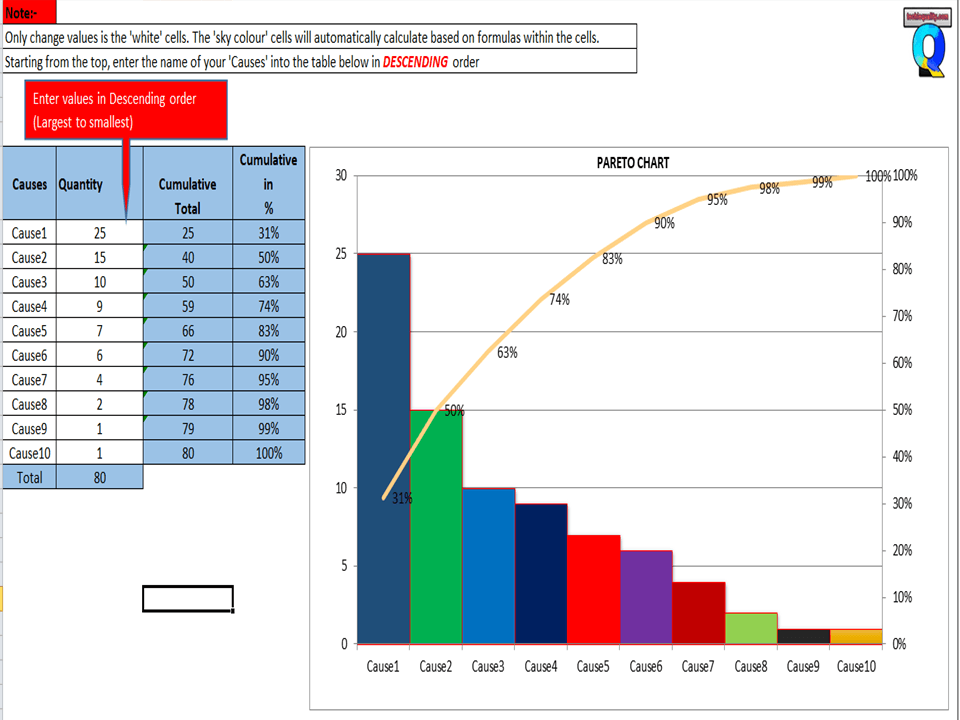 Note:-
Only change values is the 'white' cells. The 'sky colour' cells will automatically calculate based on formulas within the cells.
Starting from the top, enter the name of your 'Causes' into the table below in DESCENDING order
Enter values in Descending order
(Largest to smallest)
Causes Quantity Cumulative Total Cumulative in %
Cause1 25 25 31%
Cause2 15 40 50%
Cause3 10 50 63%
Cause4 9 59 74%
Cause5 7 66 83%
Cause6 6 72 90%
Cause7 4 76 95%
Cause8 2 78 98%
Cause9 1 79 99%
Cause10 1 80 100%
Total 80
PARETO CHART
30
25
20
15
10
5
0
31%
50%
63%
74%
83%
90%
95%
98%
99%
100%
100%
90%
80%
70%
60%
50%
40%
30%
20%
10%
0%
Cause1 Cause2 Cause3 Cause4 Cause5 Cause6 Cause7 Cause8 Cause9 Cause10
Q